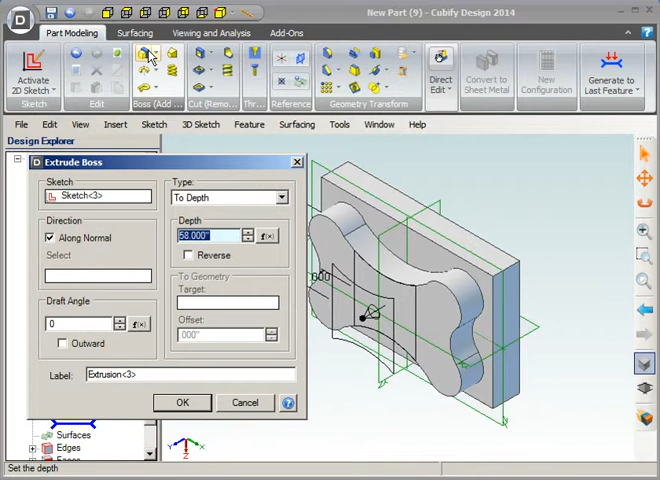 New Part (9) - Cubify Design 2014
D
Part Modeling
Surfacing
Viewing and Analysis
Add-Ons
Activate
2D Sketch
Direct
Edit
Convert to
Sheet Metal
New
Configuration
Generate to
Last Feature
Sketch
Edit
Boss (Add ...
Cut (Remo...
Thr...
Reference
Geometry Transform
File
Edit
View
Insert
Sketch
3D Sketch
Feature
Surfacing
Tools
Window
Help
Design Explorer
D
Extrude Boss
Sketch
Sketch<3>
Type:
To Depth
Direction
Along Normal
Select
Depth
58.000"
f(x)
Reverse
To Geometry
Target:
Offset:
.000"
Draft Angle
0
f(x)
Outward
Label:
Extrusion<3>
OK
Cancel
?
.000
Y
X
Z
Surfaces
Edges
Set the depth